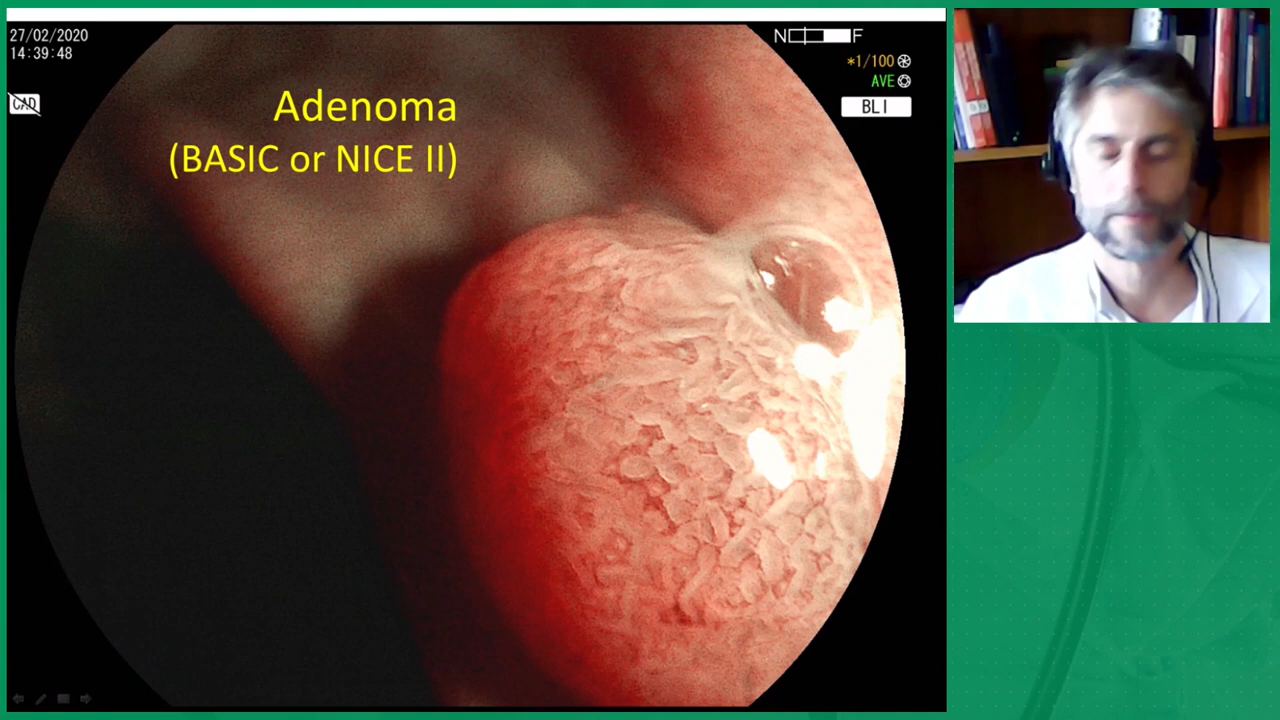 27/02/2020
14:39:48
CAD
Adenoma
(BASIC or NICE II)
N F
*1/100
AVE
BLI